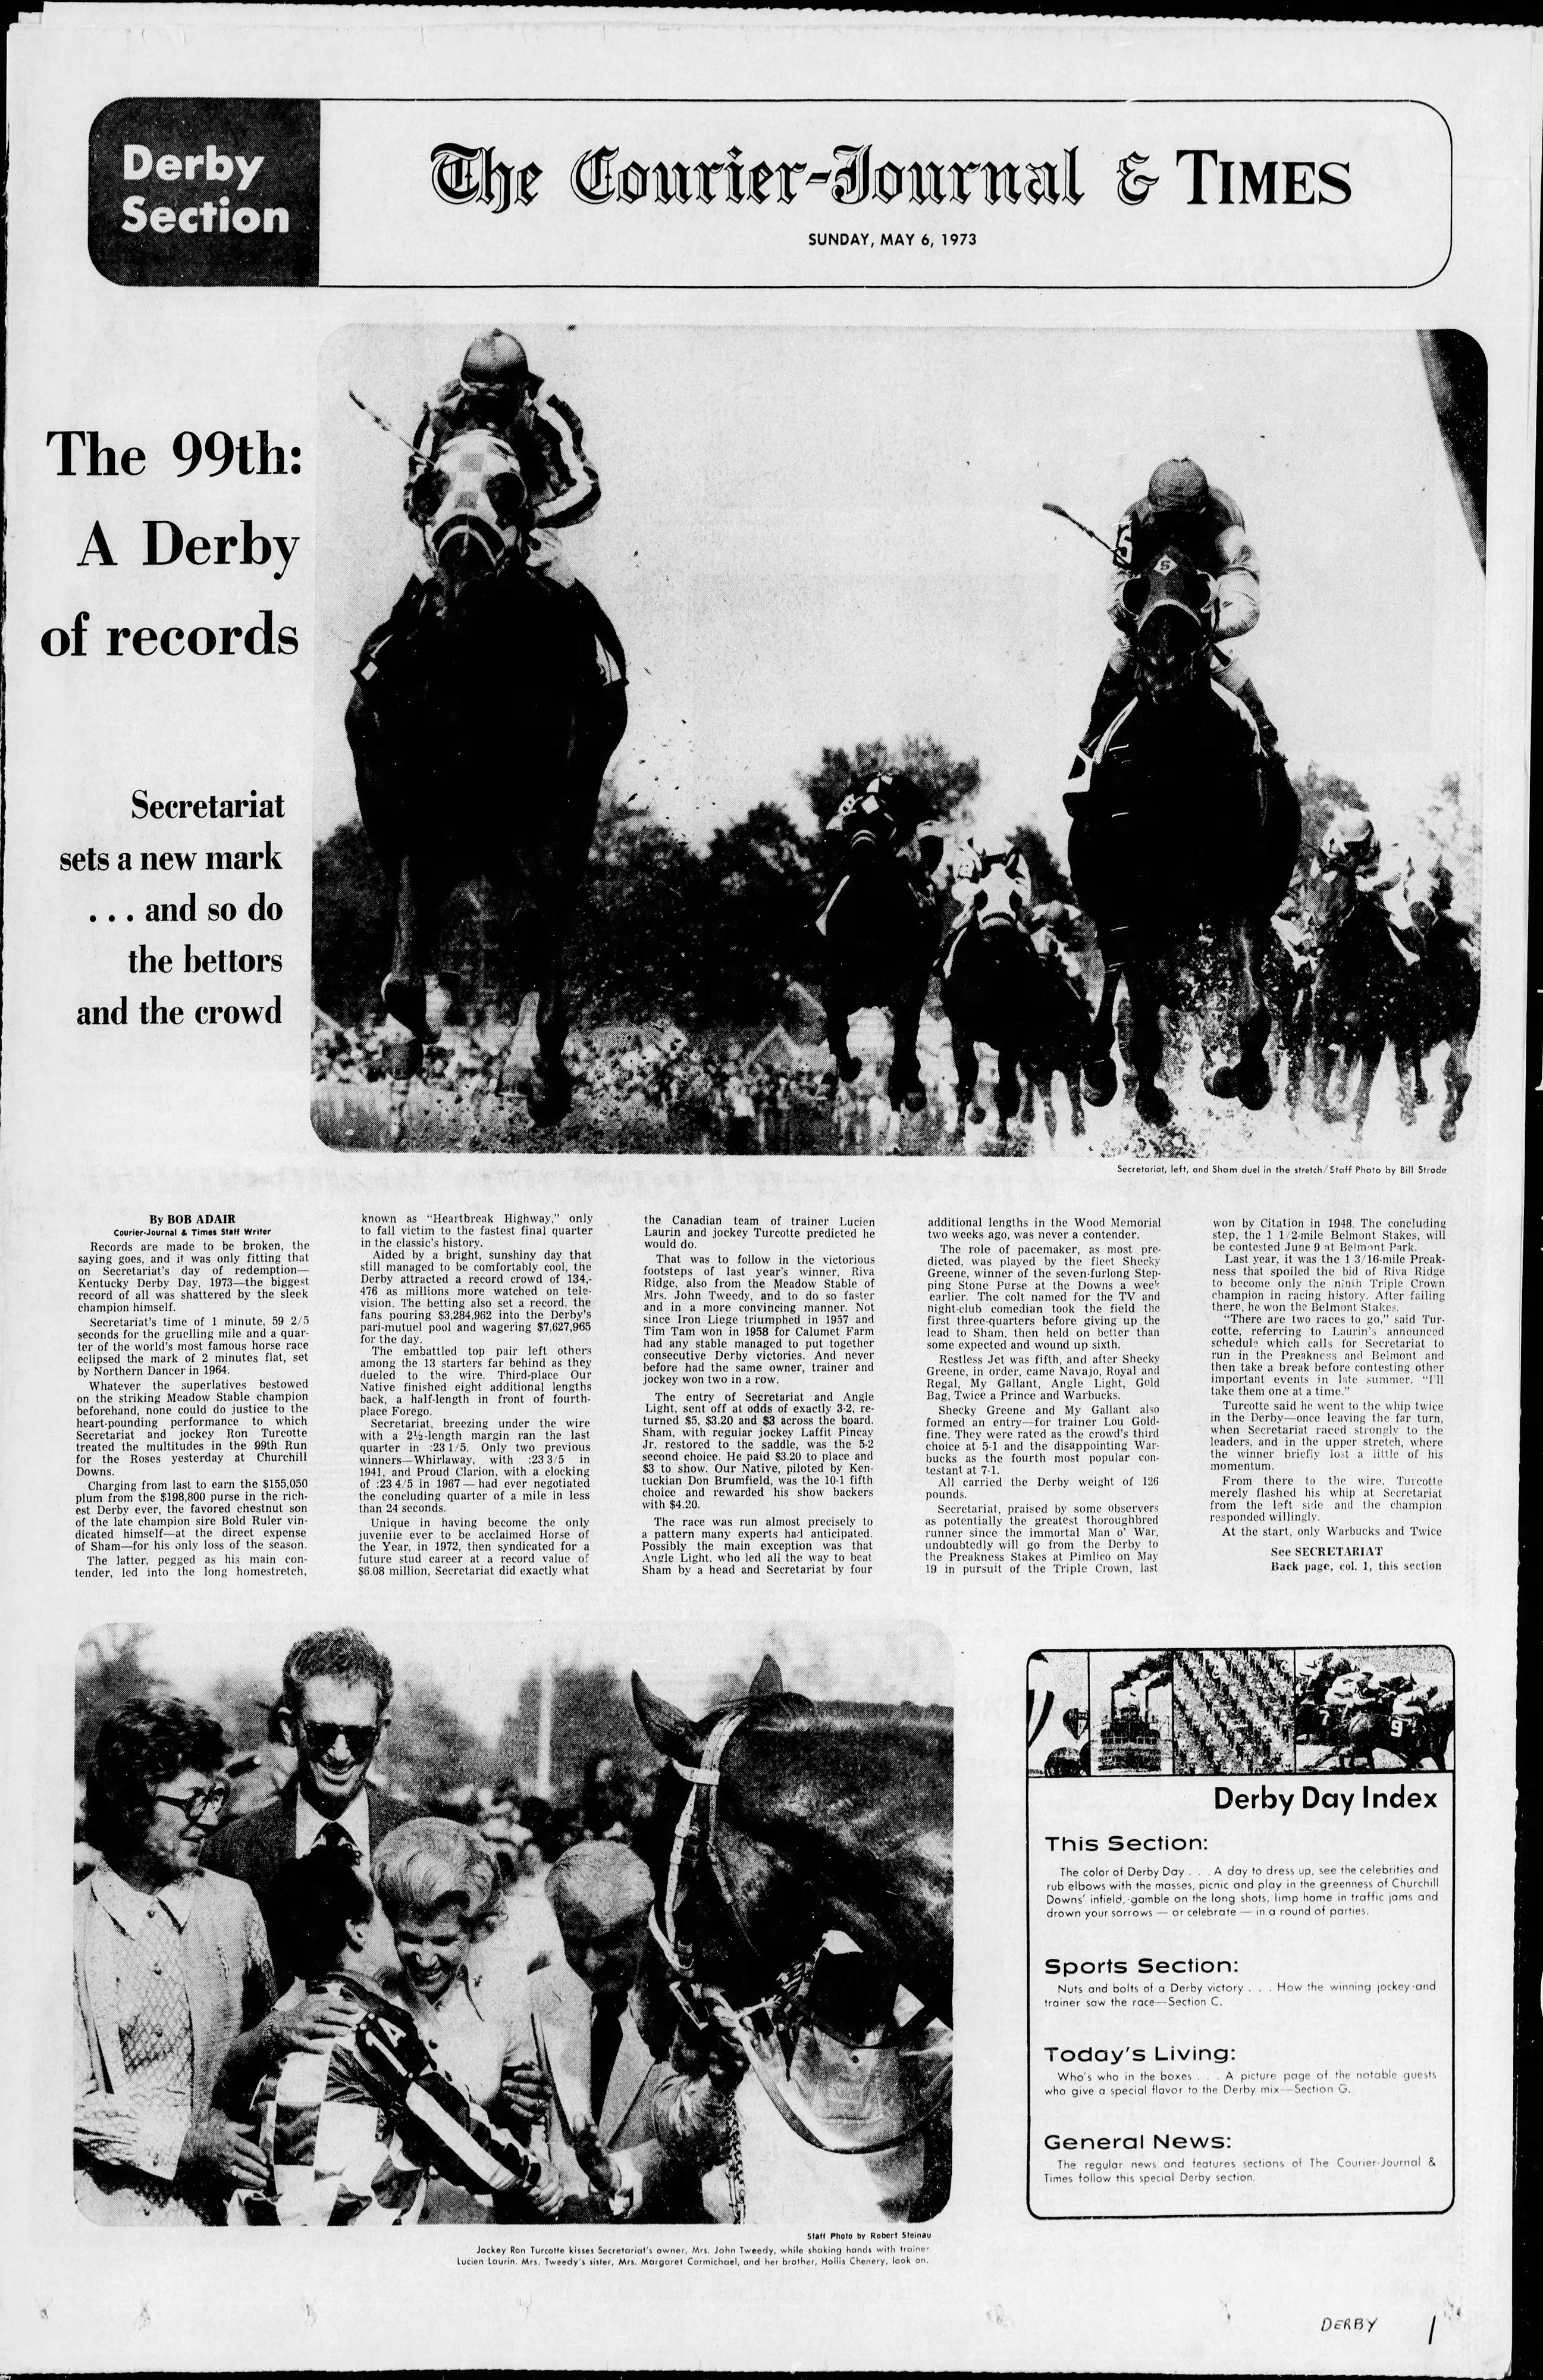 Derby
Section
The Courier-Journal & TIMES
SUNDAY, MAY 6, 1973
The 99th:
A Derby
of records
Secretariat
sets a new mark
. . . and so do
the bettors
and the crowd
5
5
Secretariat, left, and Sham duel in the stretch/Staff Photo by Bill Strode
By BOB ADAIR
Courier-Journal & Times Staff Writer
Records are made to be broken, the
saying goes, and it was only fitting that
on Secretariat's day of redemption—
Kentucky Derby Day, 1973—the biggest
record of all was shattered by the sleek
champion himself.
Secretariat's time of 1 minute, 59 2/5
seconds for the gruelling mile and a quar-
ter of the world's most famous horse race
eclipsed the mark of 2 minutes flat, set
by Northern Dancer in 1964.
Whatever the superlatives bestowed
on the striking Meadow Stable champion
beforehand, none could do justice to the
heart-pounding performance to which
Secretariat and jockey Ron Turcotte
treated the multitudes in the 99th Run
for the Roses yesterday at Churchill
Downs.
Charging from last to earn the $155,050
plum from the $198,800 purse in the rich-
est Derby ever, the favored chestnut son
of the late champion sire Bold Ruler vin-
dicated himself—at the direct expense
of Sham—for his only loss of the season.
The latter, pegged as his main con-
tender, led into the long homestretch,
known as "Heartbreak Highway," only
to fall victim to the fastest final quarter
in the classic's history.
Aided by a bright, sunshiny day that
still managed to be comfortably cool, the
Derby attracted a record crowd of 134,-
476 as millions more watched on tele-
vision. The betting also set a record, the
fans pouring $3,284,962 into the Derby's
pari-mutuel pool and wagering $7,627,965
for the day.
The embattled top pair left others
among the 13 starters far behind as they
dueled to the wire. Third-place Our
Native finished eight additional lengths
back, a half-length in front of fourth-
place Forego.
Secretariat, breezing under the wire
with a 2½-length margin ran the last
quarter in :23 1/5. Only two previous
winners—Whirlaway, with :23 3/5 in
1941, and Proud Clarion, with a clocking
of :23 4/5 in 1967—had ever negotiated
the concluding quarter of a mile in less
than 24 seconds.
Unique in having become the only
juvenile ever to be acclaimed Horse of
the Year, in 1972, then syndicated for a
future stud career at a record value of
$6.08 million, Secretariat did exactly what
the Canadian team of trainer Lucien
Laurin and jockey Turcotte predicted he
would do.
That was to follow in the victorious
footsteps of last year's winner, Riva
Ridge, also from the Meadow Stable of
Mrs. John Tweedy, and to do so faster
and in a more convincing manner. Not
since Iron Liege triumphed in 1957 and
Tim Tam won in 1958 for Calumet Farm
had any stable managed to put together
consecutive Derby victories. And never
before had the same owner, trainer and
jockey won two in a row.
The entry of Secretariat and Angle
Light, sent off at odds of exactly 3-2, re-
turned $5, $3.20 and $3 across the board.
Sham, with regular jockey Laffit Pincay
Jr. restored to the saddle, was the 5-2
second choice. He paid $3.20 to place and
$3 to show. Our Native, piloted by Ken-
tuckian Don Brumfield, was the 10-1 fifth
choice and rewarded his show backers
with $4.20.
The race was run almost precisely to
a pattern many experts had anticipated.
Possibly the main exception was that
Angle Light, who led all the way to beat
Sham by a head and Secretariat by four
additional lengths in the Wood Memorial
two weeks ago, was never a contender.
The role of pacemaker, as most pre-
dicted, was played by the fleet Shecky
Greene, winner of the seven-furlong Step-
ping Stone Purse at the Downs a week
earlier. The colt named for the TV and
night-club comedian took the field the
first three-quarters before giving up the
lead to Sham, then held on better than
some expected and wound up sixth.
Restless Jet was fifth, and after Shecky
Greene, in order, came Navajo, Royal and
Regal, My Gallant, Angle Light, Gold
Bag, Twice a Prince and Warbucks.
Shecky Greene and My Gallant also
formed an entry—for trainer Lou Gold-
fine. They were rated as the crowd's third
choice at 5-1 and the disappointing War-
bucks as the fourth most popular con-
testant at 7-1.
All carried the Derby weight of 126
pounds.
Secretariat, praised by some observers
as potentially the greatest thoroughbred
runner since the immortal Man o' War,
undoubtedly will go from the Derby to
the Preakness Stakes at Pimlico on May
19 in pursuit of the Triple Crown, last
won by Citation in 1948. The concluding
step, the 1 1/2-mile Belmont Stakes, will
be contested June 9 at Belmont Park.
Last year, it was the 1 3/16-mile Preak-
ness that spoiled the bid of Riva Ridge
to become only the ninth Triple Crown
champion in racing history. After failing
there, he won the Belmont Stakes.
"There are two races to go," said Tur-
cotte, referring to Laurin's announced
schedule which calls for Secretariat to
run in the Preakness and Belmont and
then take a break before contesting other
important events in late summer. "I'll
take them one at a time."
Turcotte said he went to the whip twice
in the Derby—once leaving the far turn,
when Secretariat raced strongly to the
leaders, and in the upper stretch, where
the winner briefly lost a little of his
momentum.
From there to the wire, Turcotte
merely flashed his whip at Secretariat
from the left side and the champion
responded willingly.
At the start, only Warbucks and Twice
See SECRETARIAT
Back page, col. 1, this section
1A
Staff Photo by Robert Steinau
Jockey Ron Turcotte kisses Secretariat's owner, Mrs. John Tweedy, while shaking hands with trainer
Lucien Laurin. Mrs. Tweedy's sister, Mrs. Margaret Carmichael, and her brother, Hollis Chenery, look on.
7 7 9
Derby Day Index
This Section:
The color of Derby Day . . . A day to dress up, see the celebrities and
rub elbows with the masses, picnic and play in the greenness of Churchill
Downs' infield, gamble on the long shots, limp home in traffic jams and
drown your sorrows — or celebrate — in a round of parties.
Sports Section:
Nuts and bolts of a Derby victory . . . How the winning jockey and
trainer saw the race—Section C.
Today's Living:
Who's who in the boxes . . . A picture page of the notable guests
who give a special flavor to the Derby mix—Section G.
General News:
The regular news and features sections of The Courier-Journal &
Times follow this special Derby section.
DERBY 1